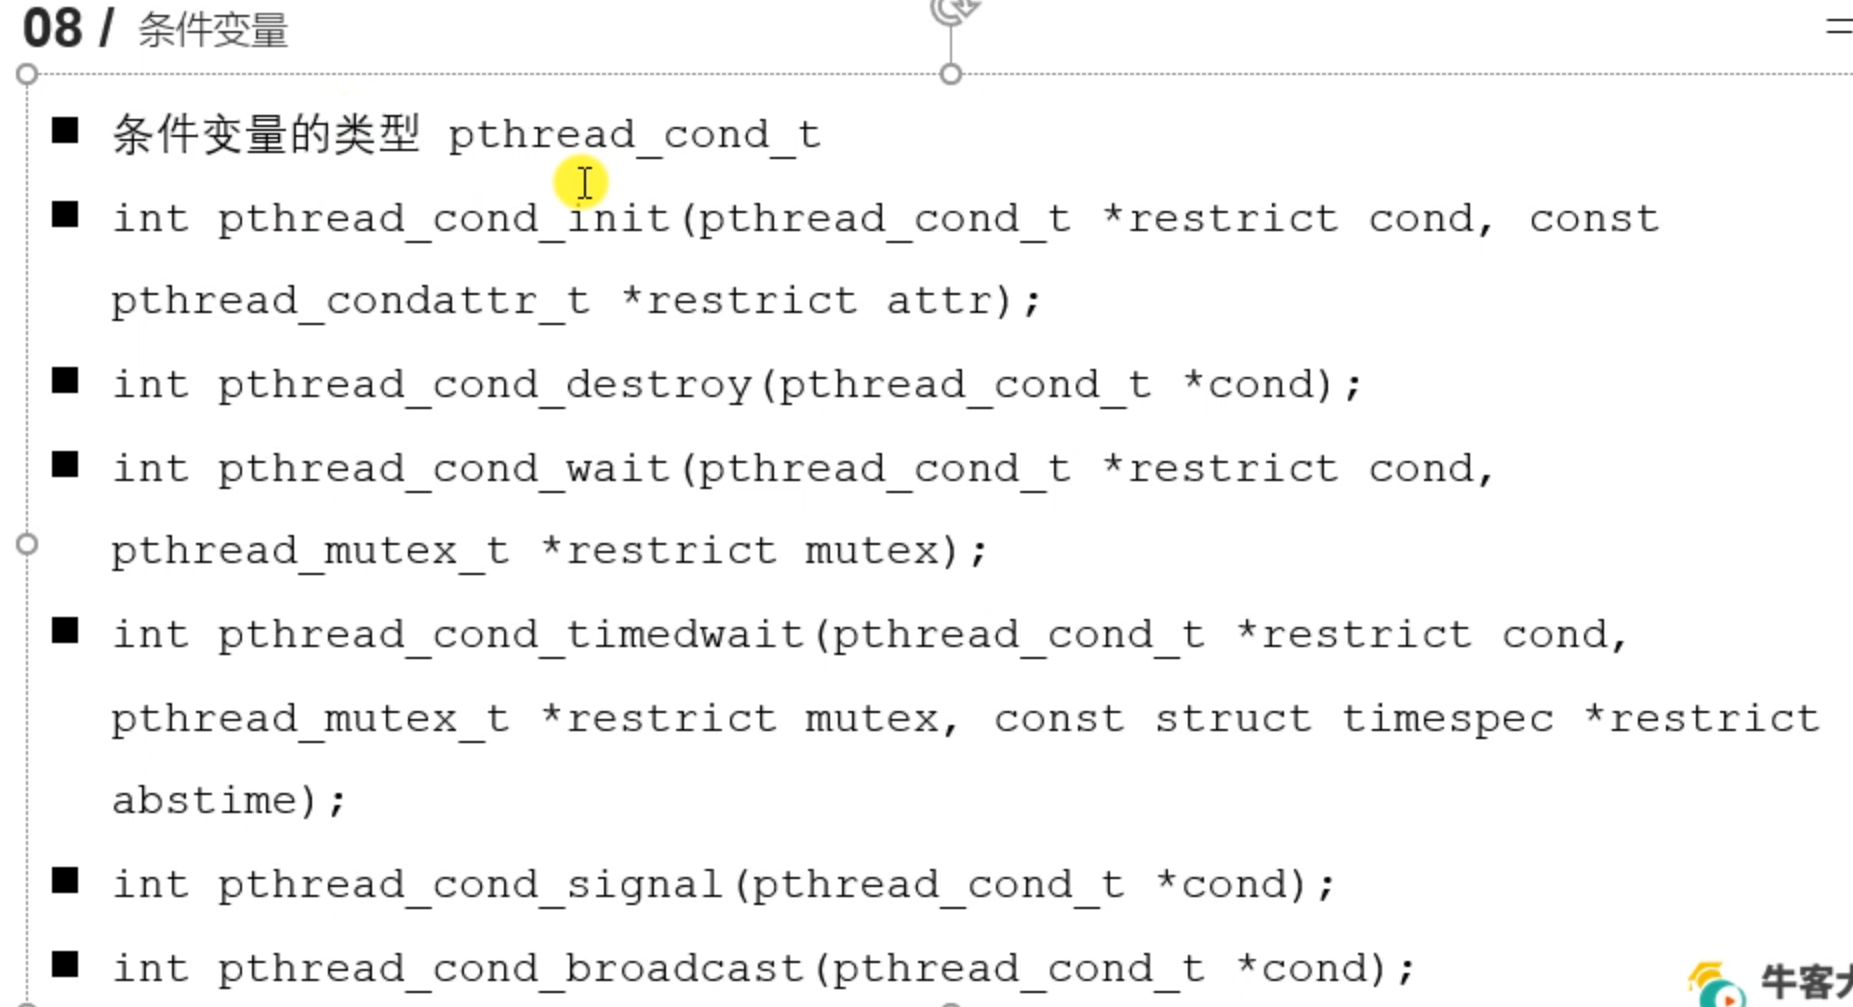 08 / 条件变量
条件变量的类型 pthread_cond_t
int pthread_cond_init(pthread_cond_t *restrict cond, const
pthread_condattr_t *restrict attr);
int pthread_cond_destroy(pthread_cond_t *cond);
int pthread_cond_wait(pthread_cond_t *restrict cond,
pthread_mutex_t *restrict mutex);
int pthread_cond_timedwait(pthread_cond_t *restrict cond,
pthread_mutex_t *restrict mutex, const struct timespec *restrict
abstime);
int pthread_cond_signal(pthread_cond_t *cond);
int pthread_cond_broadcast(pthread_cond_t *cond);
牛客